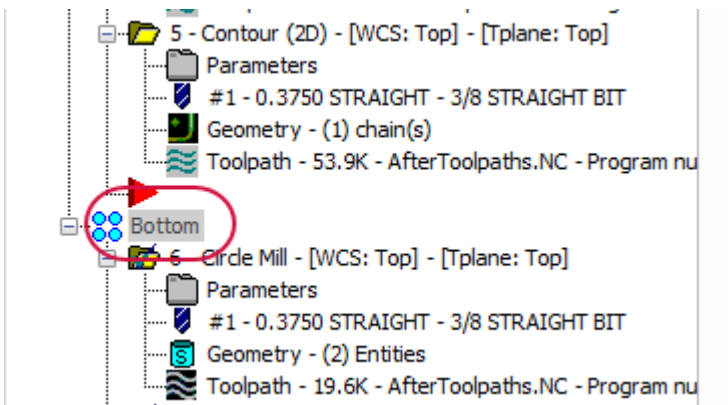 5 - Contour (2D) - [WCS: Top] - [Tplane: Top]
Parameters
#1 - 0.3750 STRAIGHT - 3/8 STRAIGHT BIT
Geometry - (1) chain(s)
Toolpath - 53.9K - AfterToolpaths.NC - Program nu
Bottom
6 - Circle Mill - [WCS: Top] - [Tplane: Top]
Parameters
#1 - 0.3750 STRAIGHT - 3/8 STRAIGHT BIT
Geometry - (2) Entities
Toolpath - 19.6K - AfterToolpaths.NC - Program nu